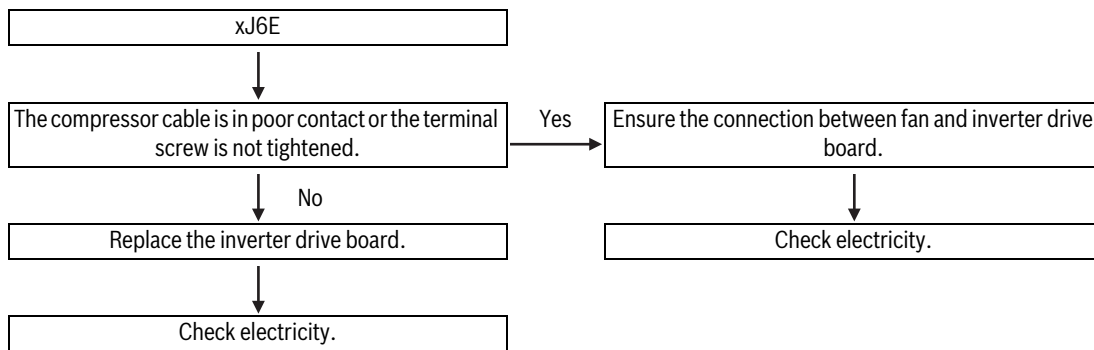 xJ6E
The compressor cable is in poor contact or the terminal
screw is not tightened.
Yes
Ensure the connection between fan and inverter drive
board.
No
Replace the inverter drive board.
Check electricity.
Check electricity.